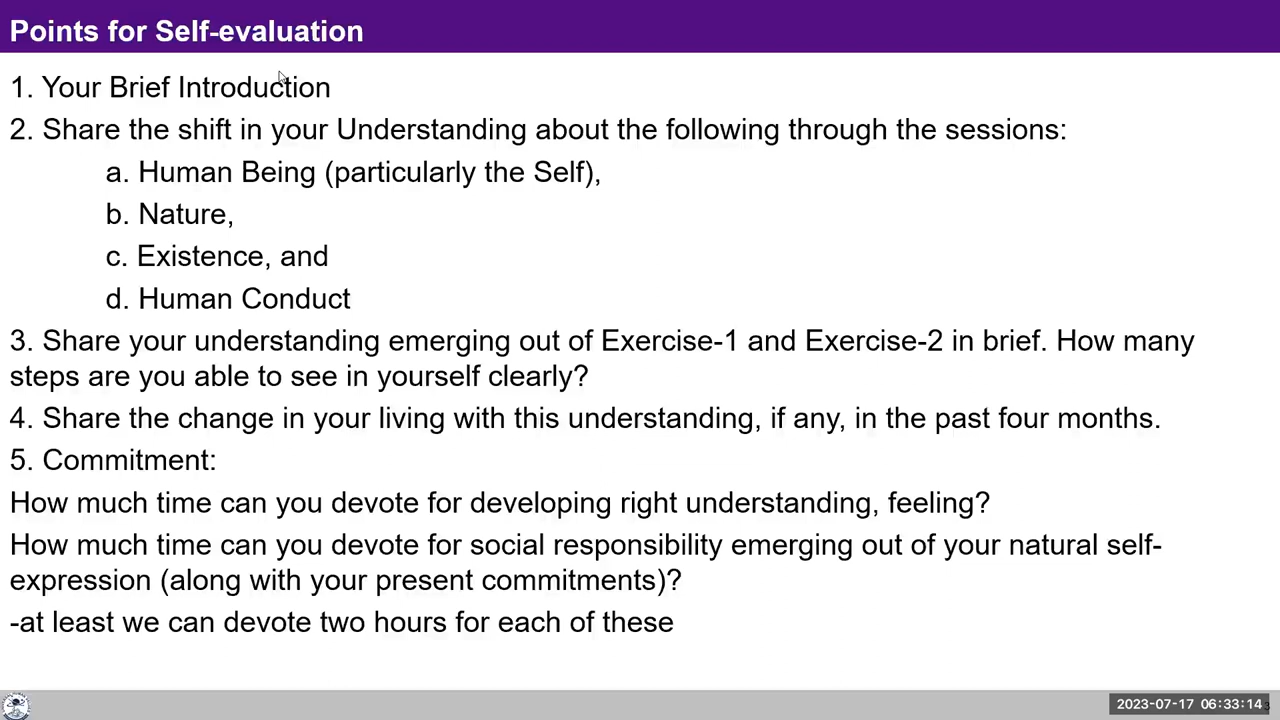 Points for Self-evaluation
1. Your Brief Introduction
2. Share the shift in your Understanding about the following through the sessions:
a. Human Being (particularly the Self),
b. Nature,
c. Existence, and
d. Human Conduct
3. Share your understanding emerging out of Exercise-1 and Exercise-2 in brief. How many
steps are you able to see in yourself clearly?
4. Share the change in your living with this understanding, if any, in the past four months.
5. Commitment:
How much time can you devote for developing right understanding, feeling?
How much time can you devote for social responsibility emerging out of your natural self-
expression (along with your present commitments)?
-at least we can devote two hours for each of these
2023-07-17 06:33:14